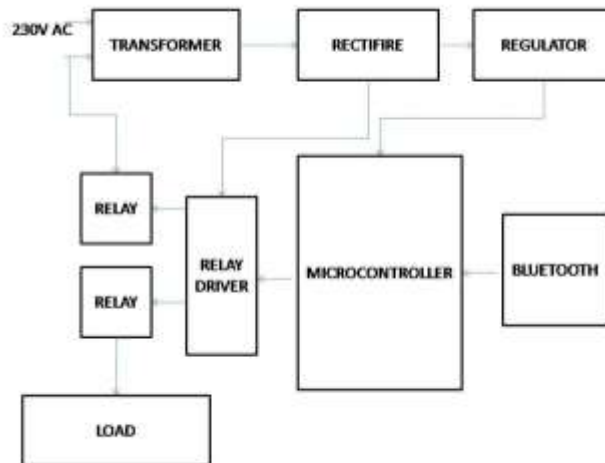 230V AC
TRANSFORMER
RECTIFIRE
REGULATOR
RELAY
RELAY
DRIVER
MICROCONTROLLER
BLUETOOTH
RELAY
LOAD